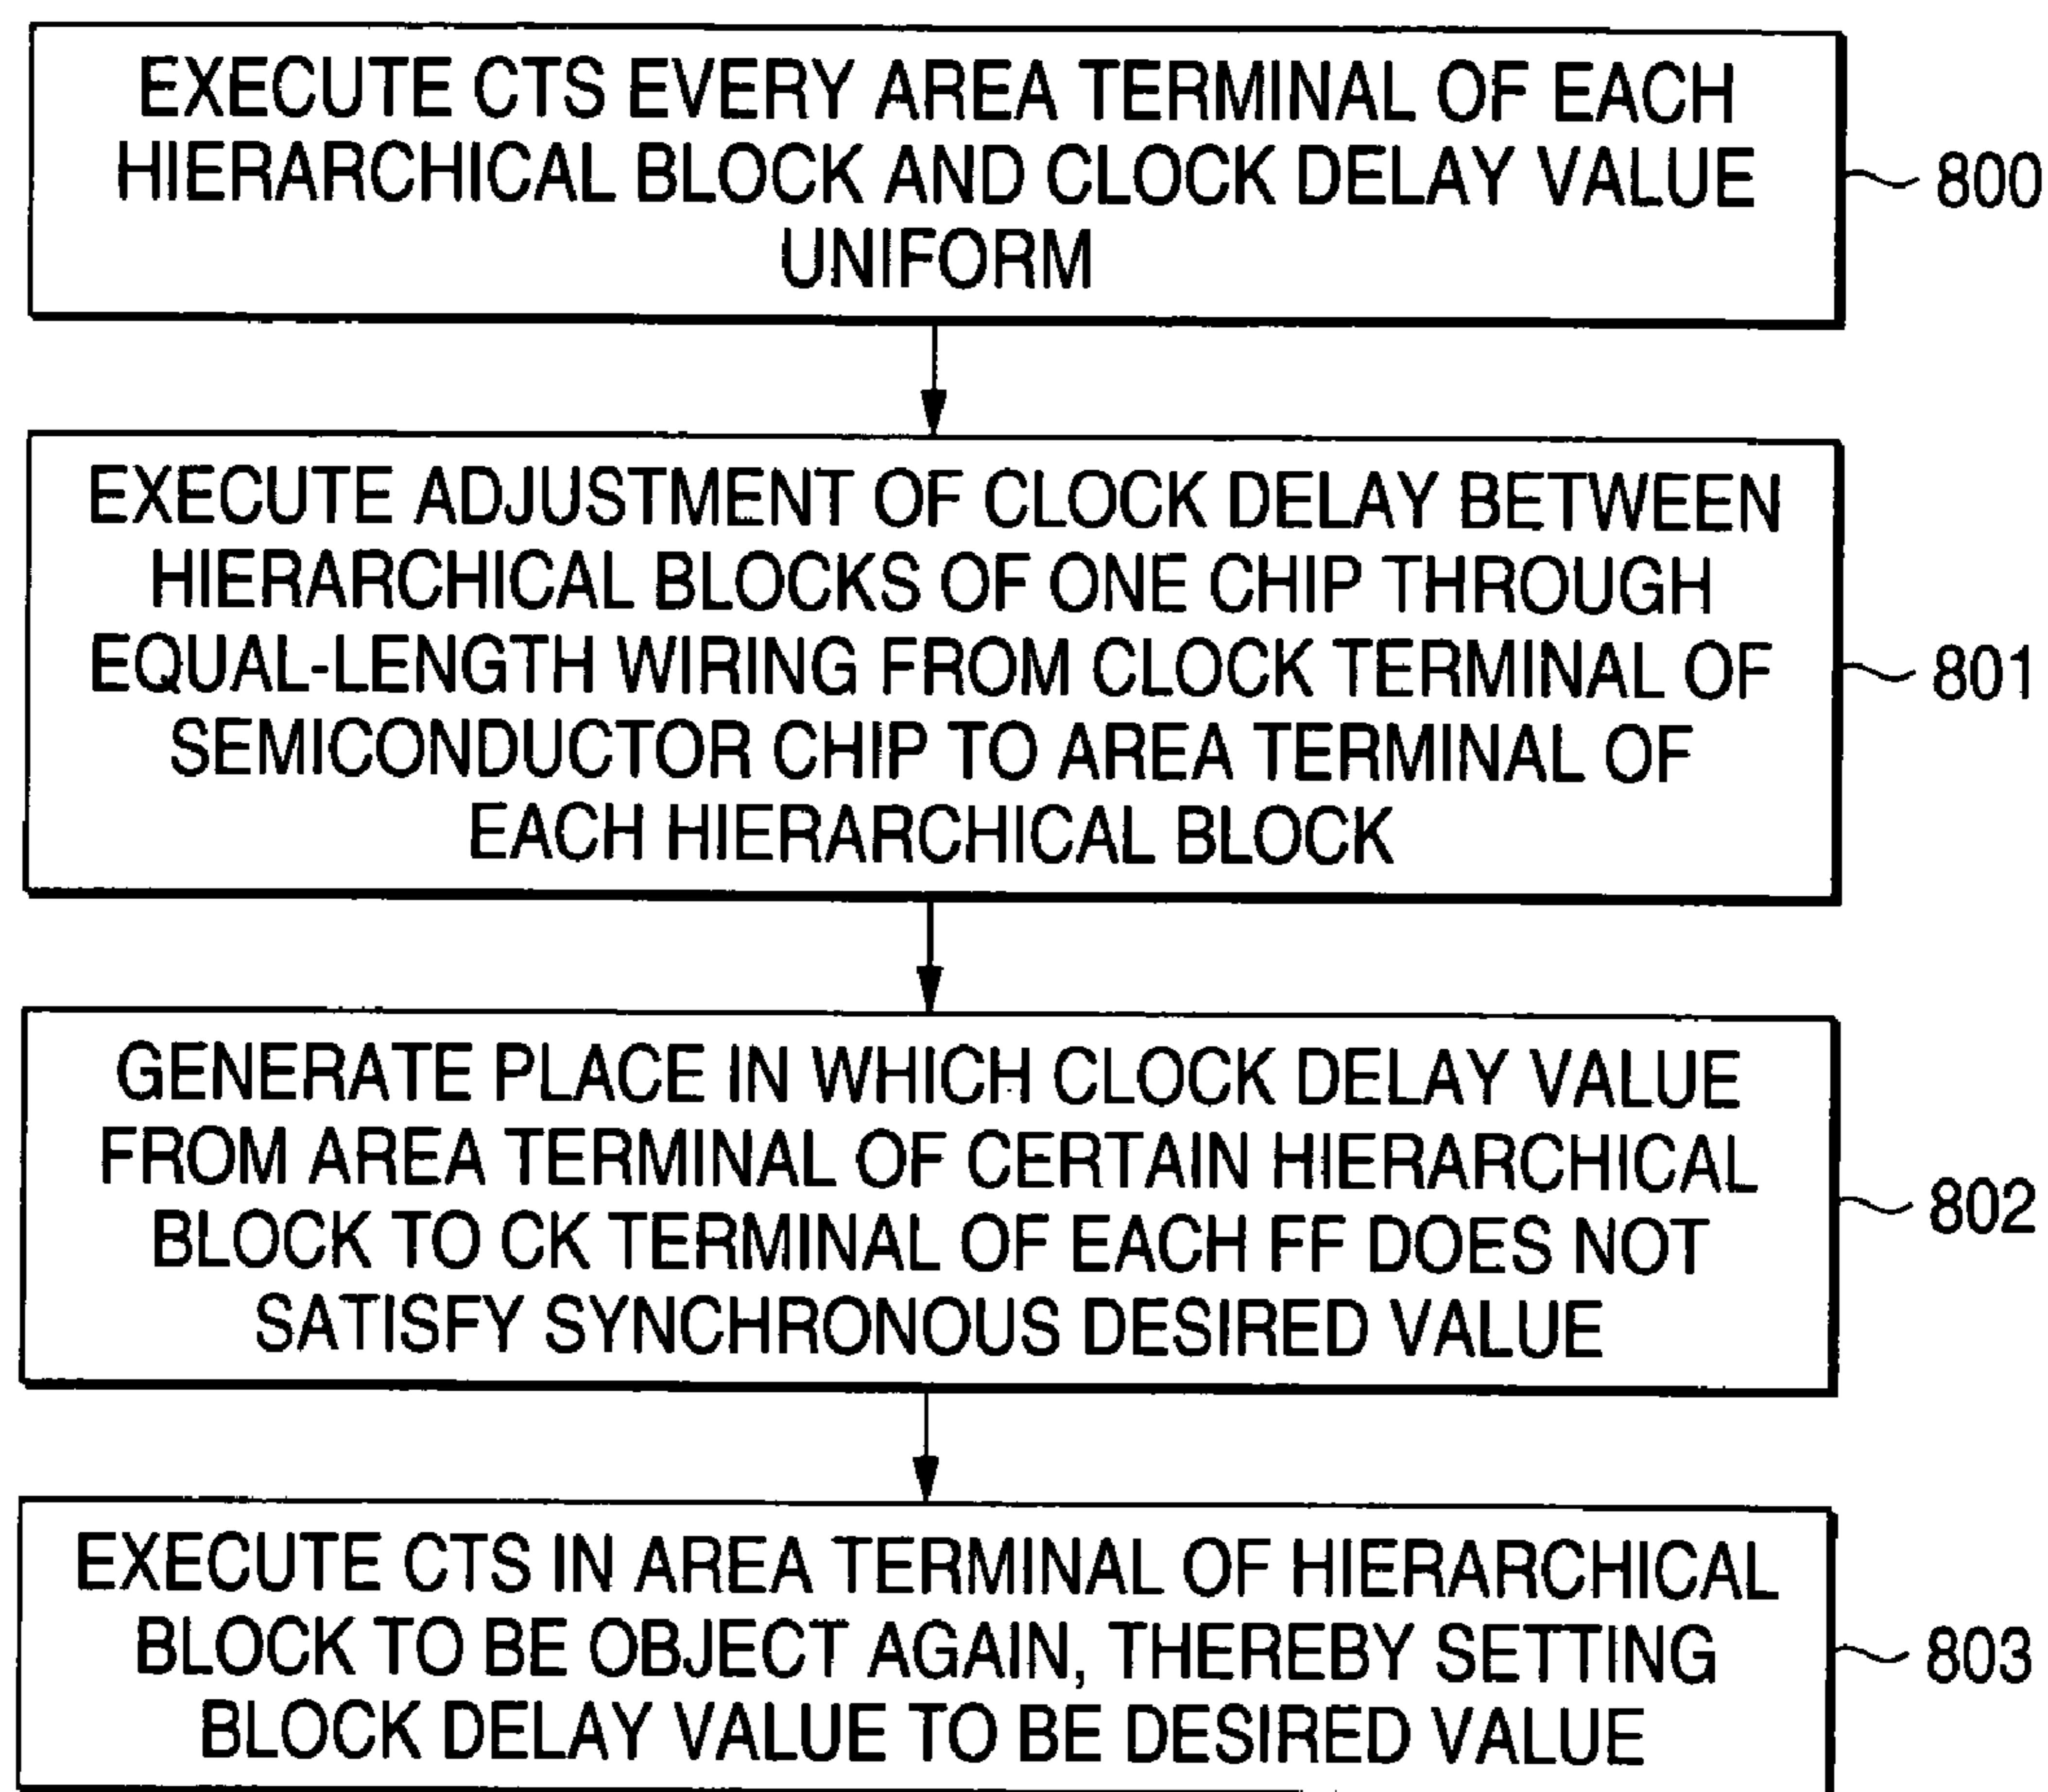 EXECUTE CTS EVERY AREA TERMINAL OF EACH
HIERARCHICAL BLOCK AND CLOCK DELAY VALUE
UNIFORM
800
EXECUTE ADJUSTMENT OF CLOCK DELAY BETWEEN
HIERARCHICAL BLOCKS OF ONE CHIP THROUGH
EQUAL-LENGTH WIRING FROM CLOCK TERMINAL OF
SEMICONDUCTOR CHIP TO AREA TERMINAL OF
EACH HIERARCHICAL BLOCK
801
GENERATE PLACE IN WHICH CLOCK DELAY VALUE
FROM AREA TERMINAL OF CERTAIN HIERARCHICAL
BLOCK TO CK TERMINAL OF EACH FF DOES NOT
SATISFY SYNCHRONOUS DESIRED VALUE
802
EXECUTE CTS IN AREA TERMINAL OF HIERARCHICAL
BLOCK TO BE OBJECT AGAIN, THEREBY SETTING
BLOCK DELAY VALUE TO BE DESIRED VALUE
803